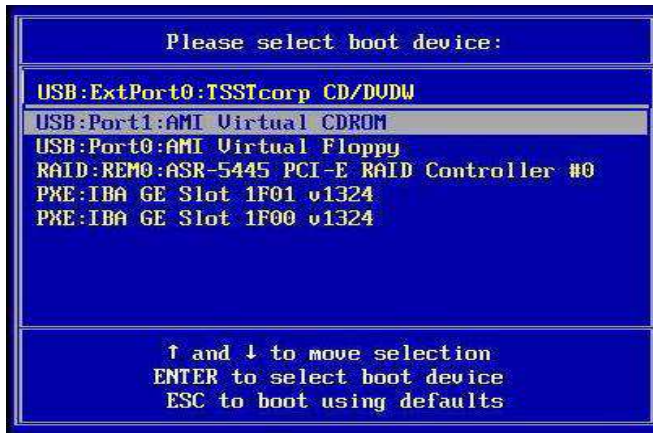 Please select boot device:
USB:ExtPort0:TSSTcorp CD/DVDW
USB:Port1:AMI Virtual CDROM
USB:Port0:AMI Virtual Floppy
RAID:REM0:ASR-5445 PCI-E RAID Controller #0
PXE:IBA GE Slot 1F01 v1324
PXE:IBA GE Slot 1F00 v1324
↑ and ↓ to move selection
ENTER to select boot device
ESC to boot using defaults